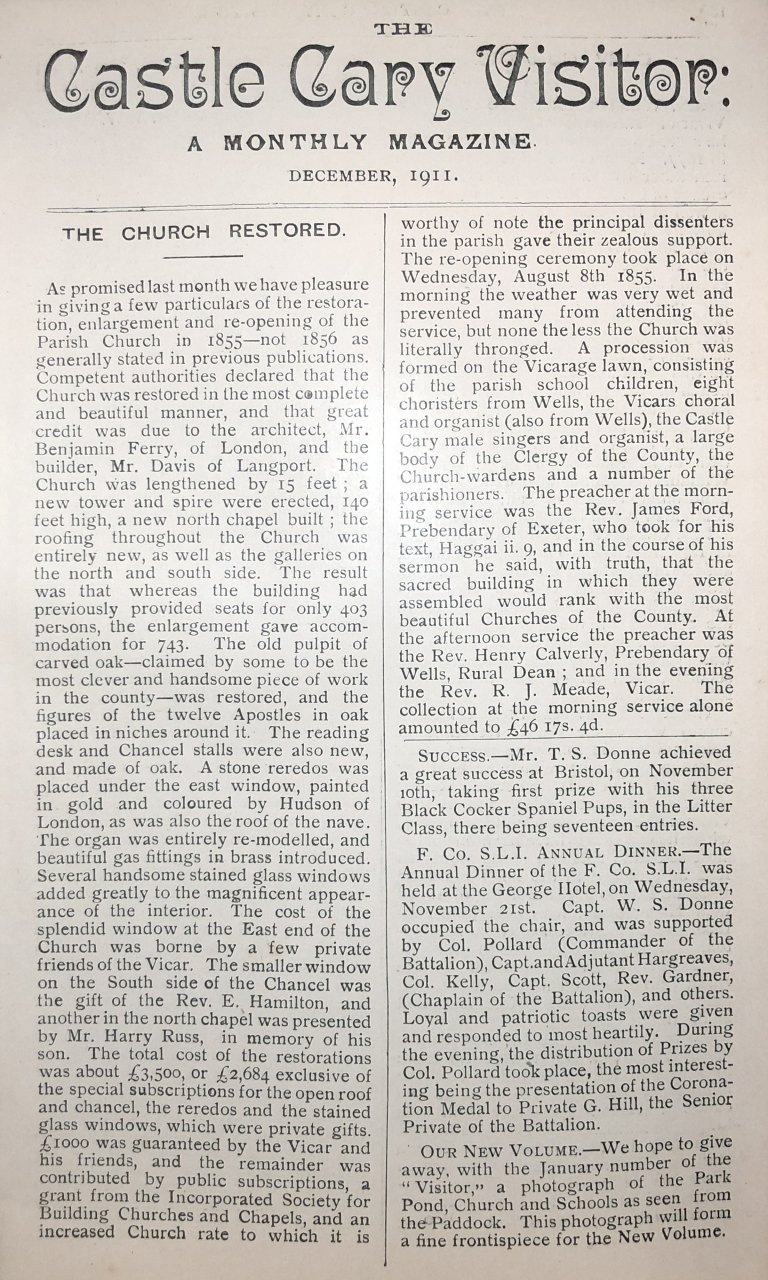 THE
Castle Cary Visitor:
A MONTHLY MAGAZINE.
DECEMBER, 1911.
THE CHURCH RESTORED.
As promised last month we have pleasure
in giving a few particulars of the restora-
tion, enlargement and re-opening of the
Parish Church in 1855—not 1856 as
generally stated in previous publications.
Competent authorities declared that the
Church was restored in the most complete
and beautiful manner, and that great
credit was due to the architect, Mr.
Benjamin Ferry, of London, and the
builder, Mr. Davis of Langport. The
Church was lengthened by 15 feet ; a
new tower and spire were erected, 140
feet high, a new north chapel built ; the
roofing throughout the Church was
entirely new, as well as the galleries on
the north and south side. The result
was that whereas the building had
previously provided seats for only 403
persons, the enlargement gave accom-
modation for 743. The old pulpit of
carved oak—claimed by some to be the
most clever and handsome piece of work
in the county—was restored, and the
figures of the twelve Apostles in oak
placed in niches around it. The reading
desk and Chancel stalls were also new,
and made of oak. A stone reredos was
placed under the east window, painted
in gold and coloured by Hudson of
London, as was also the roof of the nave.
The organ was entirely re-modelled, and
beautiful gas fittings in brass introduced.
Several handsome stained glass windows
added greatly to the magnificent appear-
ance of the interior. The cost of the
splendid window at the East end of the
Church was borne by a few private
friends of the Vicar. The smaller window
on the South side of the Chancel was
the gift of the Rev. E. Hamilton, and
another in the north chapel was presented
by Mr. Harry Russ, in memory of his
son. The total cost of the restorations
was about £3,500, or £2,684 exclusive of
the special subscriptions for the open roof
and chancel, the reredos and the stained
glass windows, which were private gifts.
£1000 was guaranteed by the Vicar and
his friends, and the remainder was
contributed by public subscriptions, a
grant from the Incorporated Society for
Building Churches and Chapels, and an
increased Church rate to which it is
worthy of note the principal dissenters
in the parish gave their zealous support.
The re-opening ceremony took place on
Wednesday, August 8th 1855. In the
morning the weather was very wet and
prevented many from attending the
service, but none the less the Church was
literally thronged. A procession was
formed on the Vicarage lawn, consisting
of the parish school children, eight
choristers from Wells, the Vicars choral
and organist (also from Wells), the Castle
Cary male singers and organist, a large
body of the Clergy of the County, the
Church-wardens and a number of the
parishioners. The preacher at the morn-
ing service was the Rev. James Ford,
Prebendary of Exeter, who took for his
text, Haggai ii. 9, and in the course of his
sermon he said, with truth, that the
sacred building in which they were
assembled would rank with the most
beautiful Churches of the County. At
the afternoon service the preacher was
the Rev. Henry Calverly, Prebendary of
Wells, Rural Dean ; and in the evening
the Rev. R. J. Meade, Vicar. The
collection at the morning service alone
amounted to £46 17s. 4d.
SUCCESS.—Mr. T. S. Donne achieved
a great success at Bristol, on November
10th, taking first prize with his three
Black Cocker Spaniel Pups, in the Litter
Class, there being seventeen entries.
F. Co. S.L.I. ANNUAL DINNER.—The
Annual Dinner of the F. Co. S.L.I. was
held at the George Hotel, on Wednesday,
November 21st. Capt. W. S. Donne
occupied the chair, and was supported
by Col. Pollard (Commander of the
Battalion), Capt. and Adjutant Hargreaves,
Col. Kelly, Capt. Scott, Rev. Gardner,
(Chaplain of the Battalion), and others.
Loyal and patriotic toasts were given
and responded to most heartily. During
the evening, the distribution of Prizes by
Col. Pollard took place, the most interest-
ing being the presentation of the Corona-
tion Medal to Private G. Hill, the Senior
Private of the Battalion.
OUR NEW VOLUME.—We hope to give
away, with the January number of the
"Visitor," a photograph of the Park
Pond, Church and Schools as seen from
the Paddock. This photograph will form
a fine frontispiece for the New Volume.